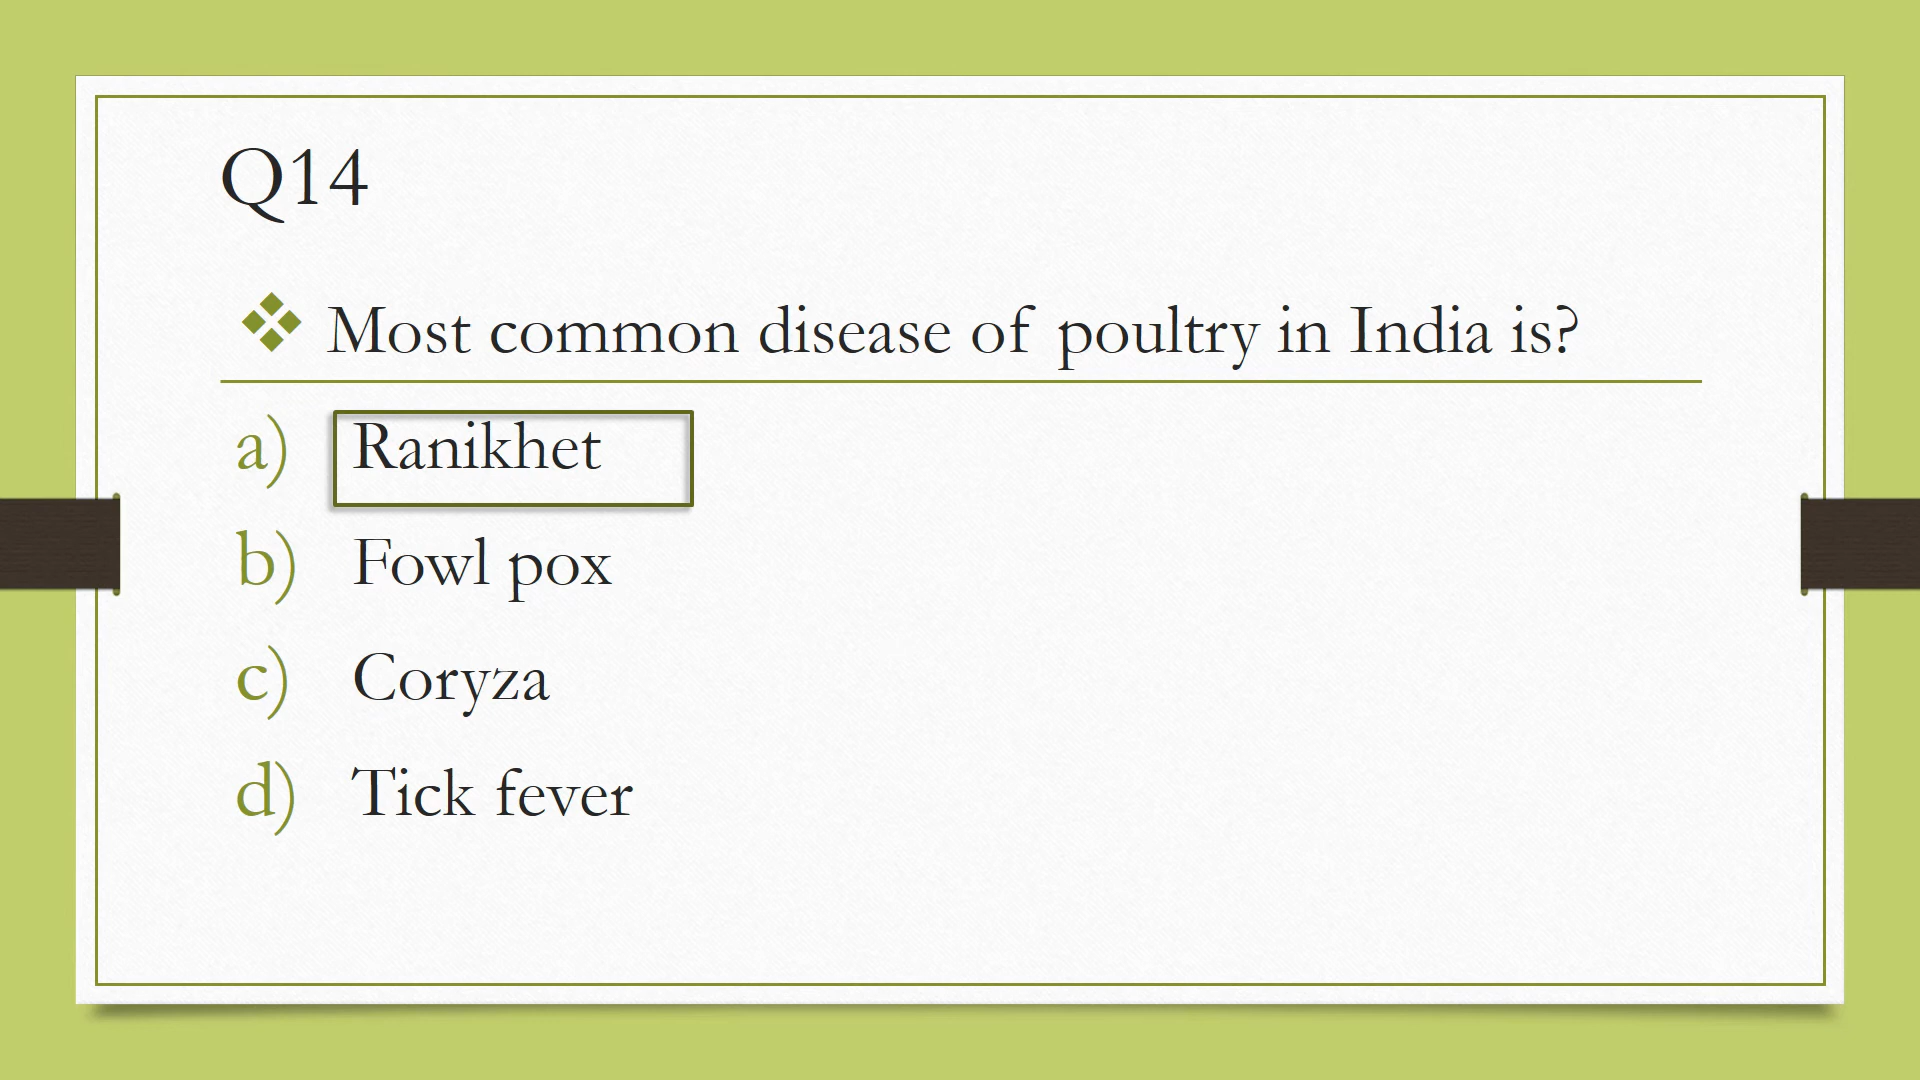 Q14
❖ Most common disease of poultry in India is?
a) Ranikhet
b) Fowl pox
c) Coryza
d) Tick fever